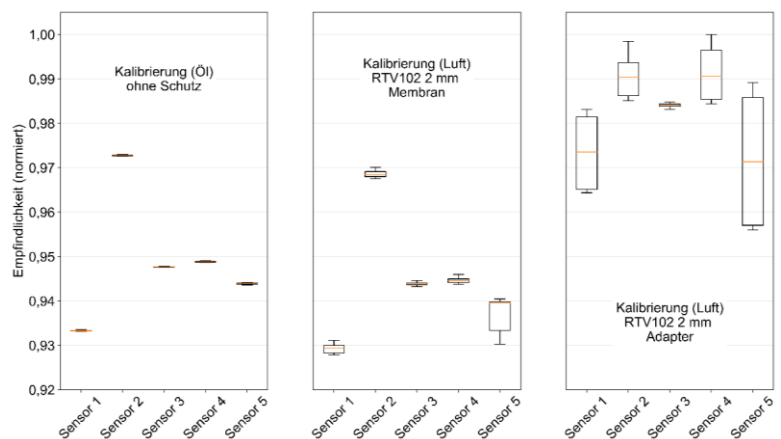 Empfindlichkeit (normiert)
1,00
0,99
0,98
0,97
0,96
0,95
0,94
0,93
0,92
Kalibrierung (Öl)
ohne Schutz
Sensor 1
Sensor 2
Sensor 3
Sensor 4
Sensor 5
Kalibrierung (Luft)
RTV102 2 mm
Membran
Sensor 1
Sensor 2
Sensor 3
Sensor 4
Sensor 5
Kalibrierung (Luft)
RTV102 2 mm
Adapter
Sensor 1
Sensor 2
Sensor 3
Sensor 4
Sensor 5